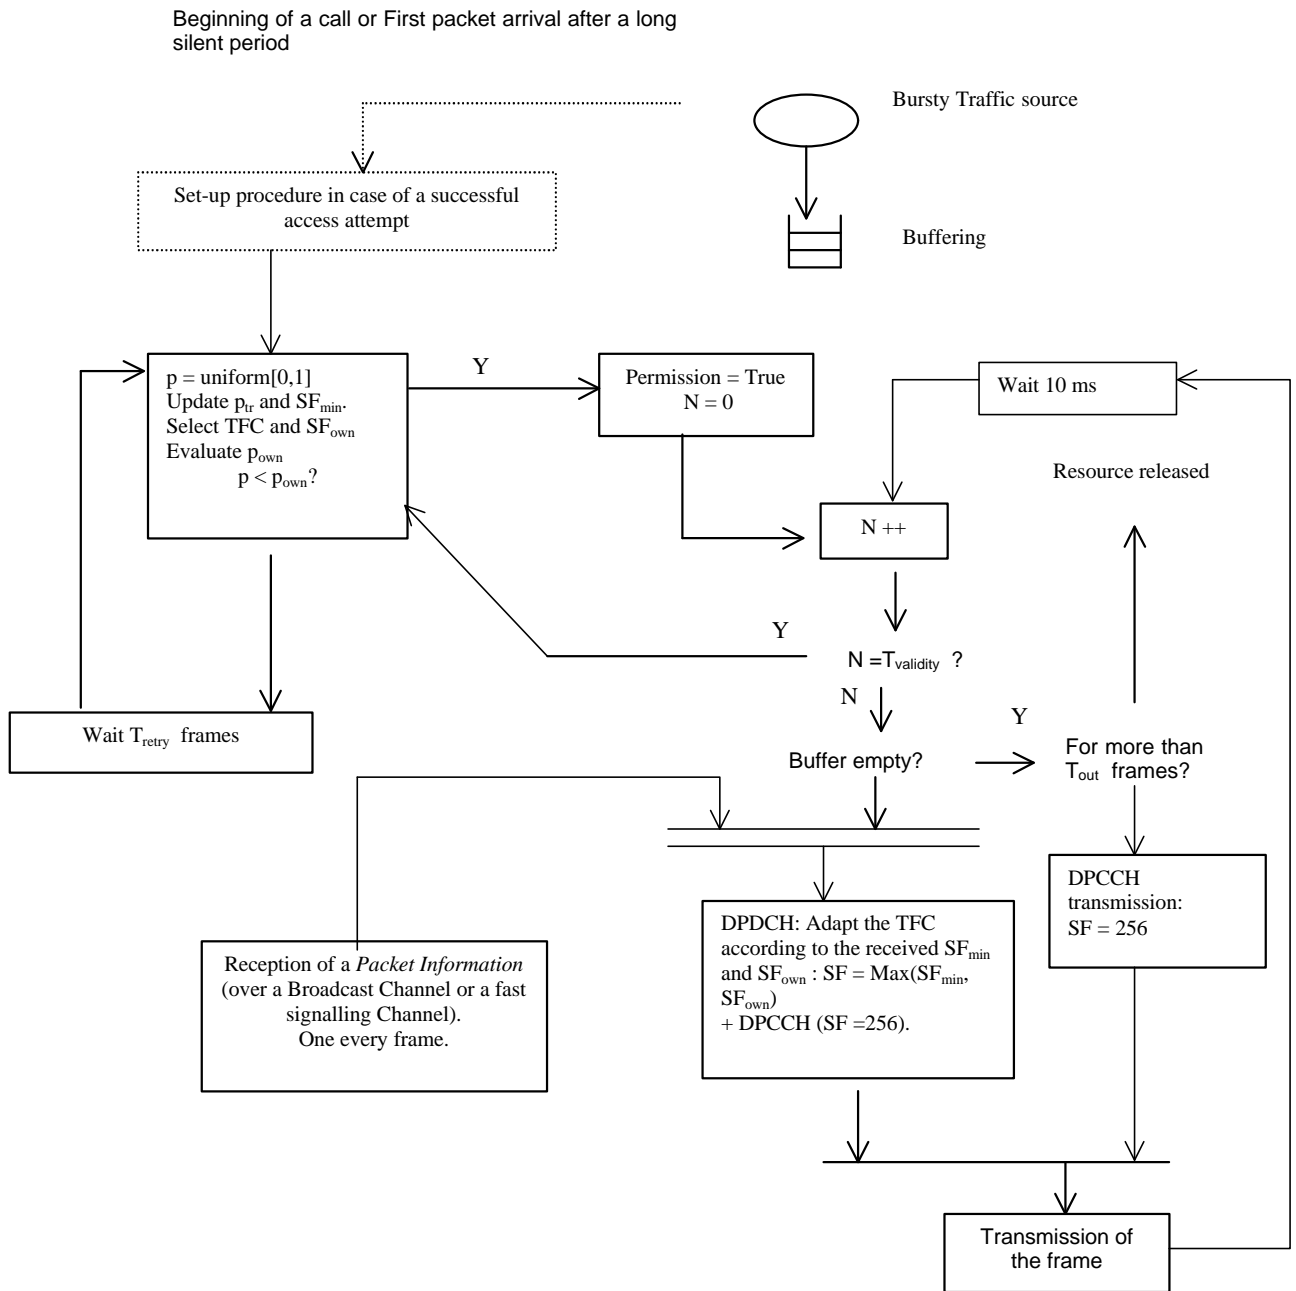 Beginning of a call or First packet arrival after a long
silent period
Bursty Traffic source
Set-up procedure in case of a successful
access attempt
Buffering
p = uniform[0,1]
Update ptr and SFmin.
Select TFC and SFown
Evaluate pown
p < pown?
Y
Permission = True
N = 0
Wait 10 ms
Resource released
N ++
Y
N =Tvalidity ?
N
Y
Wait Tretry frames
Buffer empty?
For more than
Tout frames?
DPCCH
transmission:
SF = 256
DPDCH: Adapt the TFC
according to the received SFmin
and SFown : SF = Max(SFmin,
SFown)
+ DPCCH (SF =256).
Reception of a Packet Information
(over a Broadcast Channel or a fast
signalling Channel).
One every frame.
Transmission of
the frame